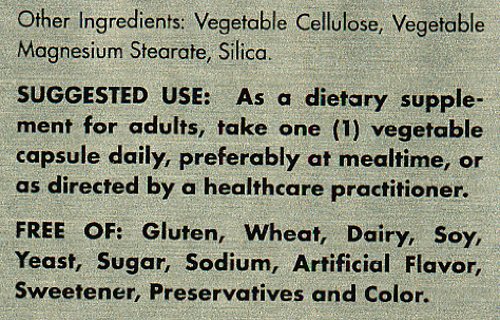 Other Ingredients: Vegetable Cellulose, Vegetable
Magnesium Stearate, Silica.
SUGGESTED USE: As a dietary supple-
ment for adults, take one (1) vegetable
capsule daily, preferably at mealtime, or
as directed by a healthcare practitioner.
FREE OF: Gluten, Wheat, Dairy, Soy,
Yeast, Sugar, Sodium, Artificial Flavor,
Sweetener, Preservatives and Color.